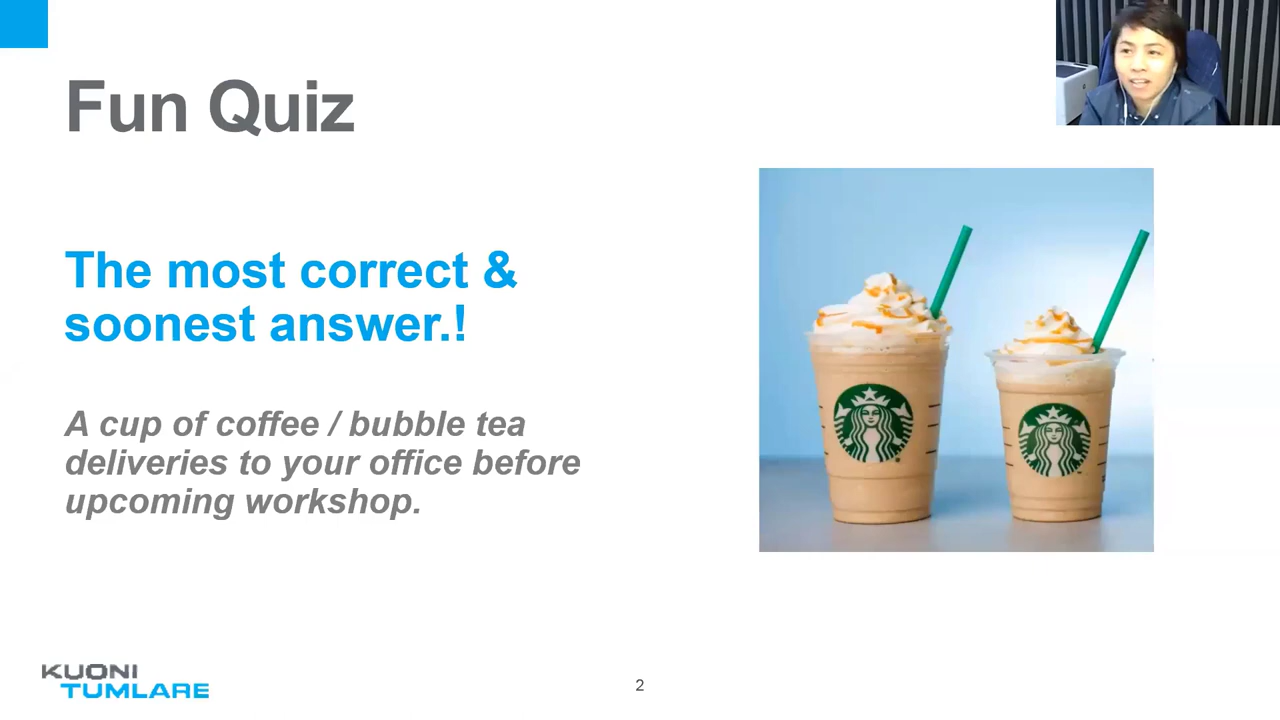 Fun Quiz
The most correct &
soonest answer.!
A cup of coffee / bubble tea
deliveries to your office before
upcoming workshop.
KUONI
TUMLARE
2